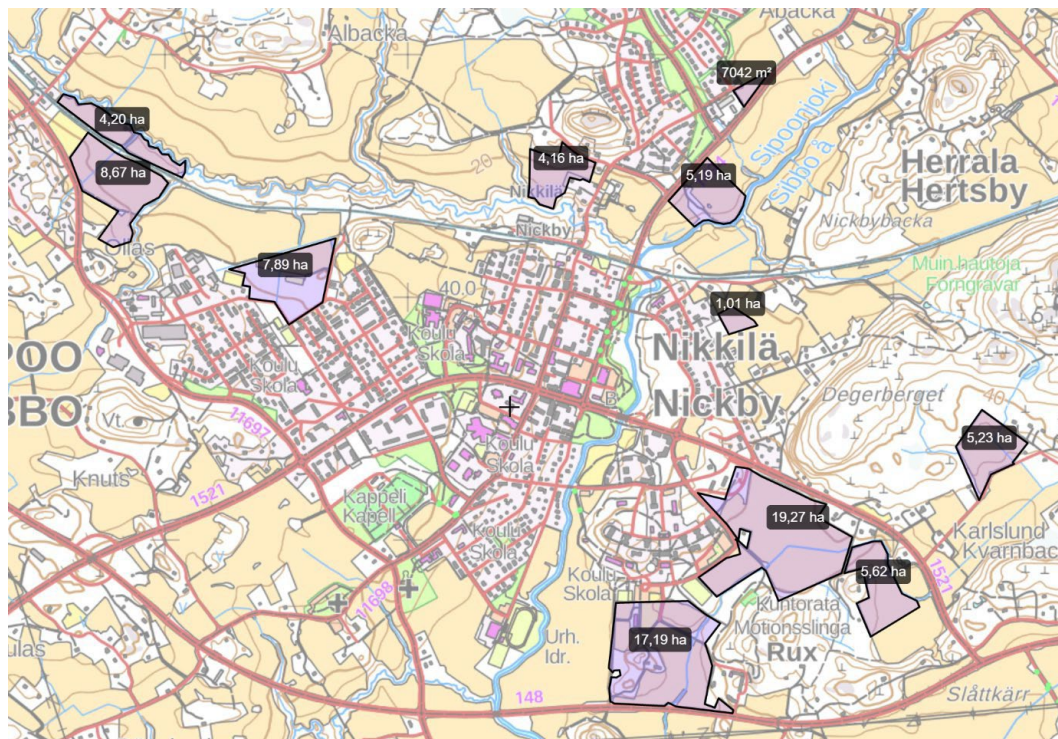 Albacka
Åbacka
7042 m²
4,20 ha
8,67 ha
20
4,16 ha
Nikkilä
Nickby
5,19 ha
Sipoonjoki
Sibbo å
Herrala
Hertsby
Nickbybacka
7,89 ha
40.0
Muin.hautoja
Forngravar
1,01 ha
Koulu
Skola
Koulu
Skola
Nikkilä
Nickby
POO
BBO
Vt.
11697
B
Degerberget
40
5,23 ha
Koulu
Skola
Knuts
1521
Kappeli
Kapell
19,27 ha
Koulu
Skola
Karlslund
Kvarnbac
1521
5,62 ha
Koulu
Skola
11698
Kuntorata
Motionsslinga
Rux
Urh.
Idr.
17,19 ha
ulas
148
Slåttkärr